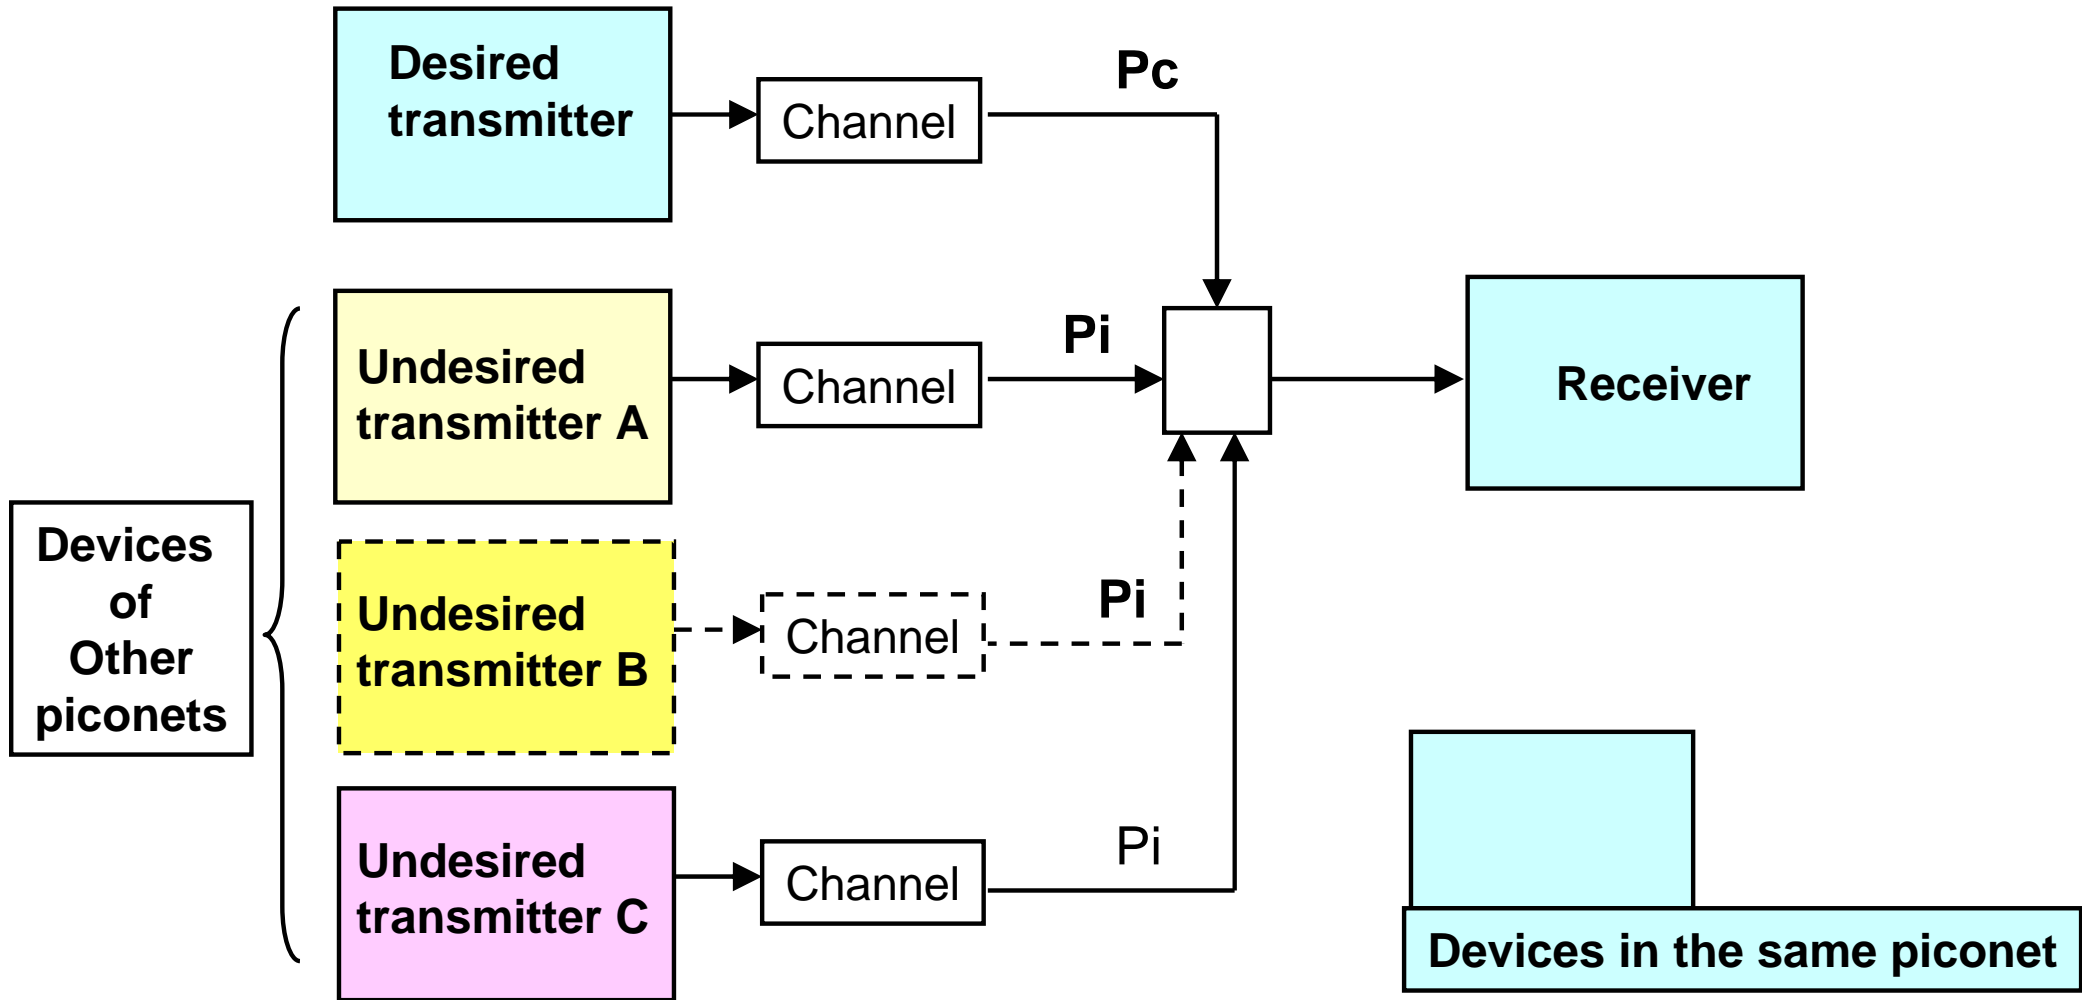 Desired
transmitter
Channel
Pc
Undesired
transmitter A
Channel
Pi
Receiver
Devices
of
Other
piconets
Undesired
transmitter B
Channel
Pi
Undesired
transmitter C
Channel
Pi
Devices in the same piconet